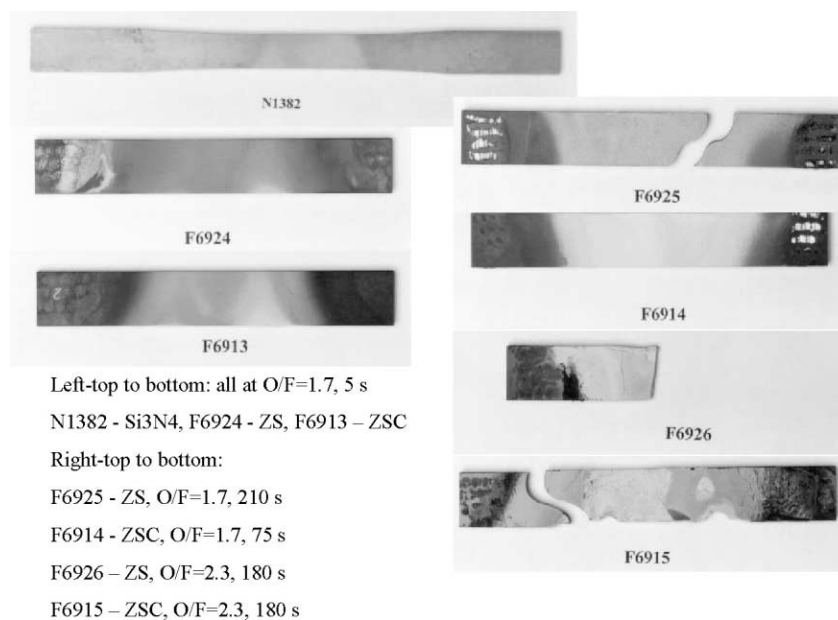 N1382
F6924
F6913
F6925
F6914
F6926
F6915
Left-top to bottom: all at O/F=1.7, 5 s
N1382 - Si3N4, F6924 - ZS, F6913 – ZSC
Right-top to bottom:
F6925 - ZS, O/F=1.7, 210 s
F6914 - ZSC, O/F=1.7, 75 s
F6926 – ZS, O/F=2.3, 180 s
F6915 – ZSC, O/F=2.3, 180 s